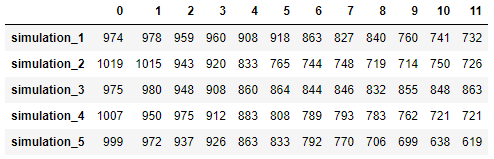 0 1 2 3 4 5 6 7 8 9 10 11
simulation_1 974 978 959 960 908 918 863 827 840 760 741 732
simulation_2 1019 1015 943 920 833 765 744 748 719 714 750 726
simulation_3 975 980 948 908 860 864 844 846 832 855 848 863
simulation_4 1007 950 975 912 883 808 789 793 783 762 721 721
simulation_5 999 972 937 926 863 833 792 770 706 699 638 619